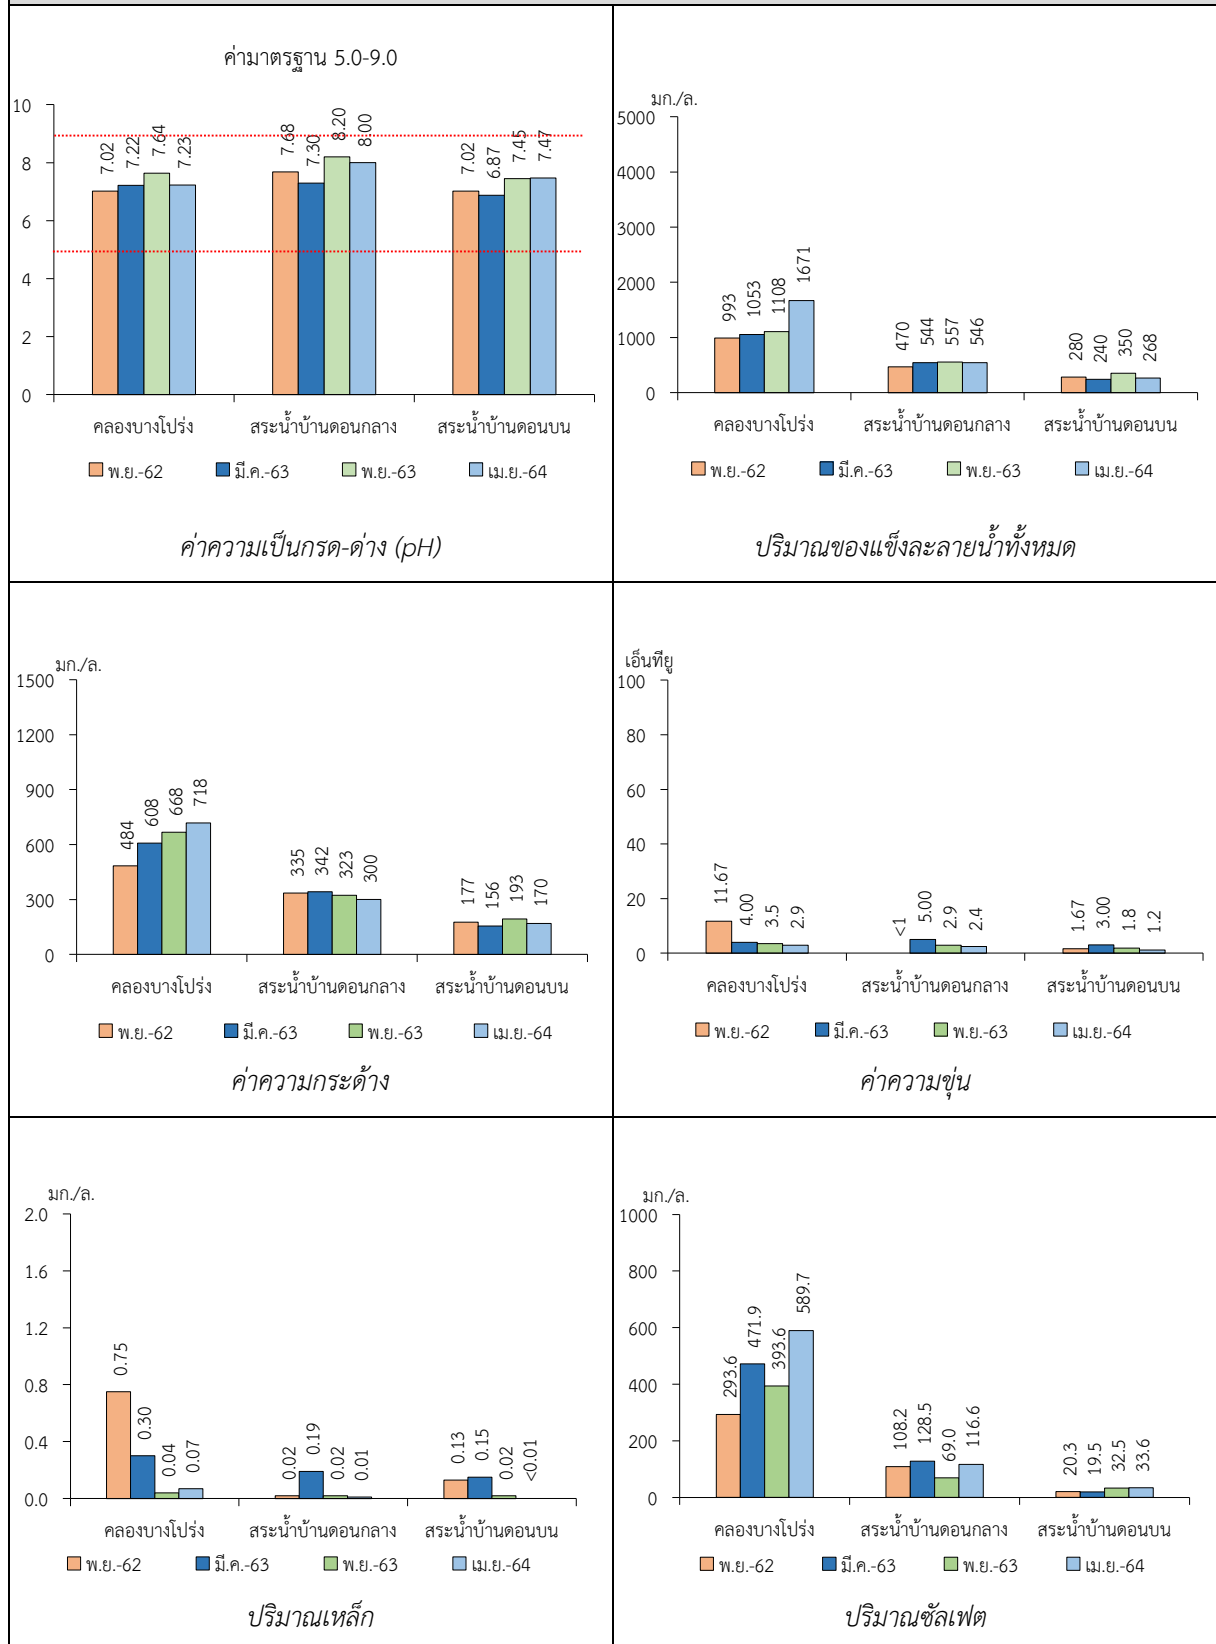 ค่ามาตรฐาน 5.0-9.0
10
8
6
4
2
0
7.02 7.22 7.64 7.23 7.68 7.30 8.20 8.00 7.02 6.87 7.45 7.47
คลองบางโปร่ง สระน้ำบ้านดอนกลาง สระน้ำบ้านดอนบน
พ.ย.-62 มี.ค.-63 พ.ย.-63 เม.ย.-64
ค่าความเป็นกรด-ด่าง (pH)
มก./ล.
5000
4000
3000
2000
1000
0
993 1053 1108 1671 470 544 557 546 280 240 350 268
คลองบางโปร่ง สระน้ำบ้านดอนกลาง สระน้ำบ้านดอนบน
พ.ย.-62 มี.ค.-63 พ.ย.-63 เม.ย.-64
ปริมาณของแข็งละลายน้ำทั้งหมด
มก./ล.
1500
1200
900
600
300
0
484 608 668 718 335 342 323 300 177 156 193 170
คลองบางโปร่ง สระน้ำบ้านดอนกลาง สระน้ำบ้านดอนบน
พ.ย.-62 มี.ค.-63 พ.ย.-63 เม.ย.-64
ค่าความกระด้าง
เอ็นทียู
100
80
60
40
20
0
11.67 4.00 3.5 2.9 <1 5.00 2.9 2.4 1.67 3.00 1.8 1.2
คลองบางโปร่ง สระน้ำบ้านดอนกลาง สระน้ำบ้านดอนบน
พ.ย.-62 มี.ค.-63 พ.ย.-63 เม.ย.-64
ค่าความขุ่น
มก./ล.
2.0
1.6
1.2
0.8
0.4
0.0
0.75 0.30 0.04 0.07 0.02 0.19 0.02 0.01 0.13 0.15 0.02 <0.01
คลองบางโปร่ง สระน้ำบ้านดอนกลาง สระน้ำบ้านดอนบน
พ.ย.-62 มี.ค.-63 พ.ย.-63 เม.ย.-64
ปริมาณเหล็ก
มก./ล.
1000
800
600
400
200
0
293.6 471.9 393.6 589.7 108.2 128.5 69.0 116.6 20.3 19.5 32.5 33.6
คลองบางโปร่ง สระน้ำบ้านดอนกลาง สระน้ำบ้านดอนบน
พ.ย.-62 มี.ค.-63 พ.ย.-63 เม.ย.-64
ปริมาณซัลเฟต